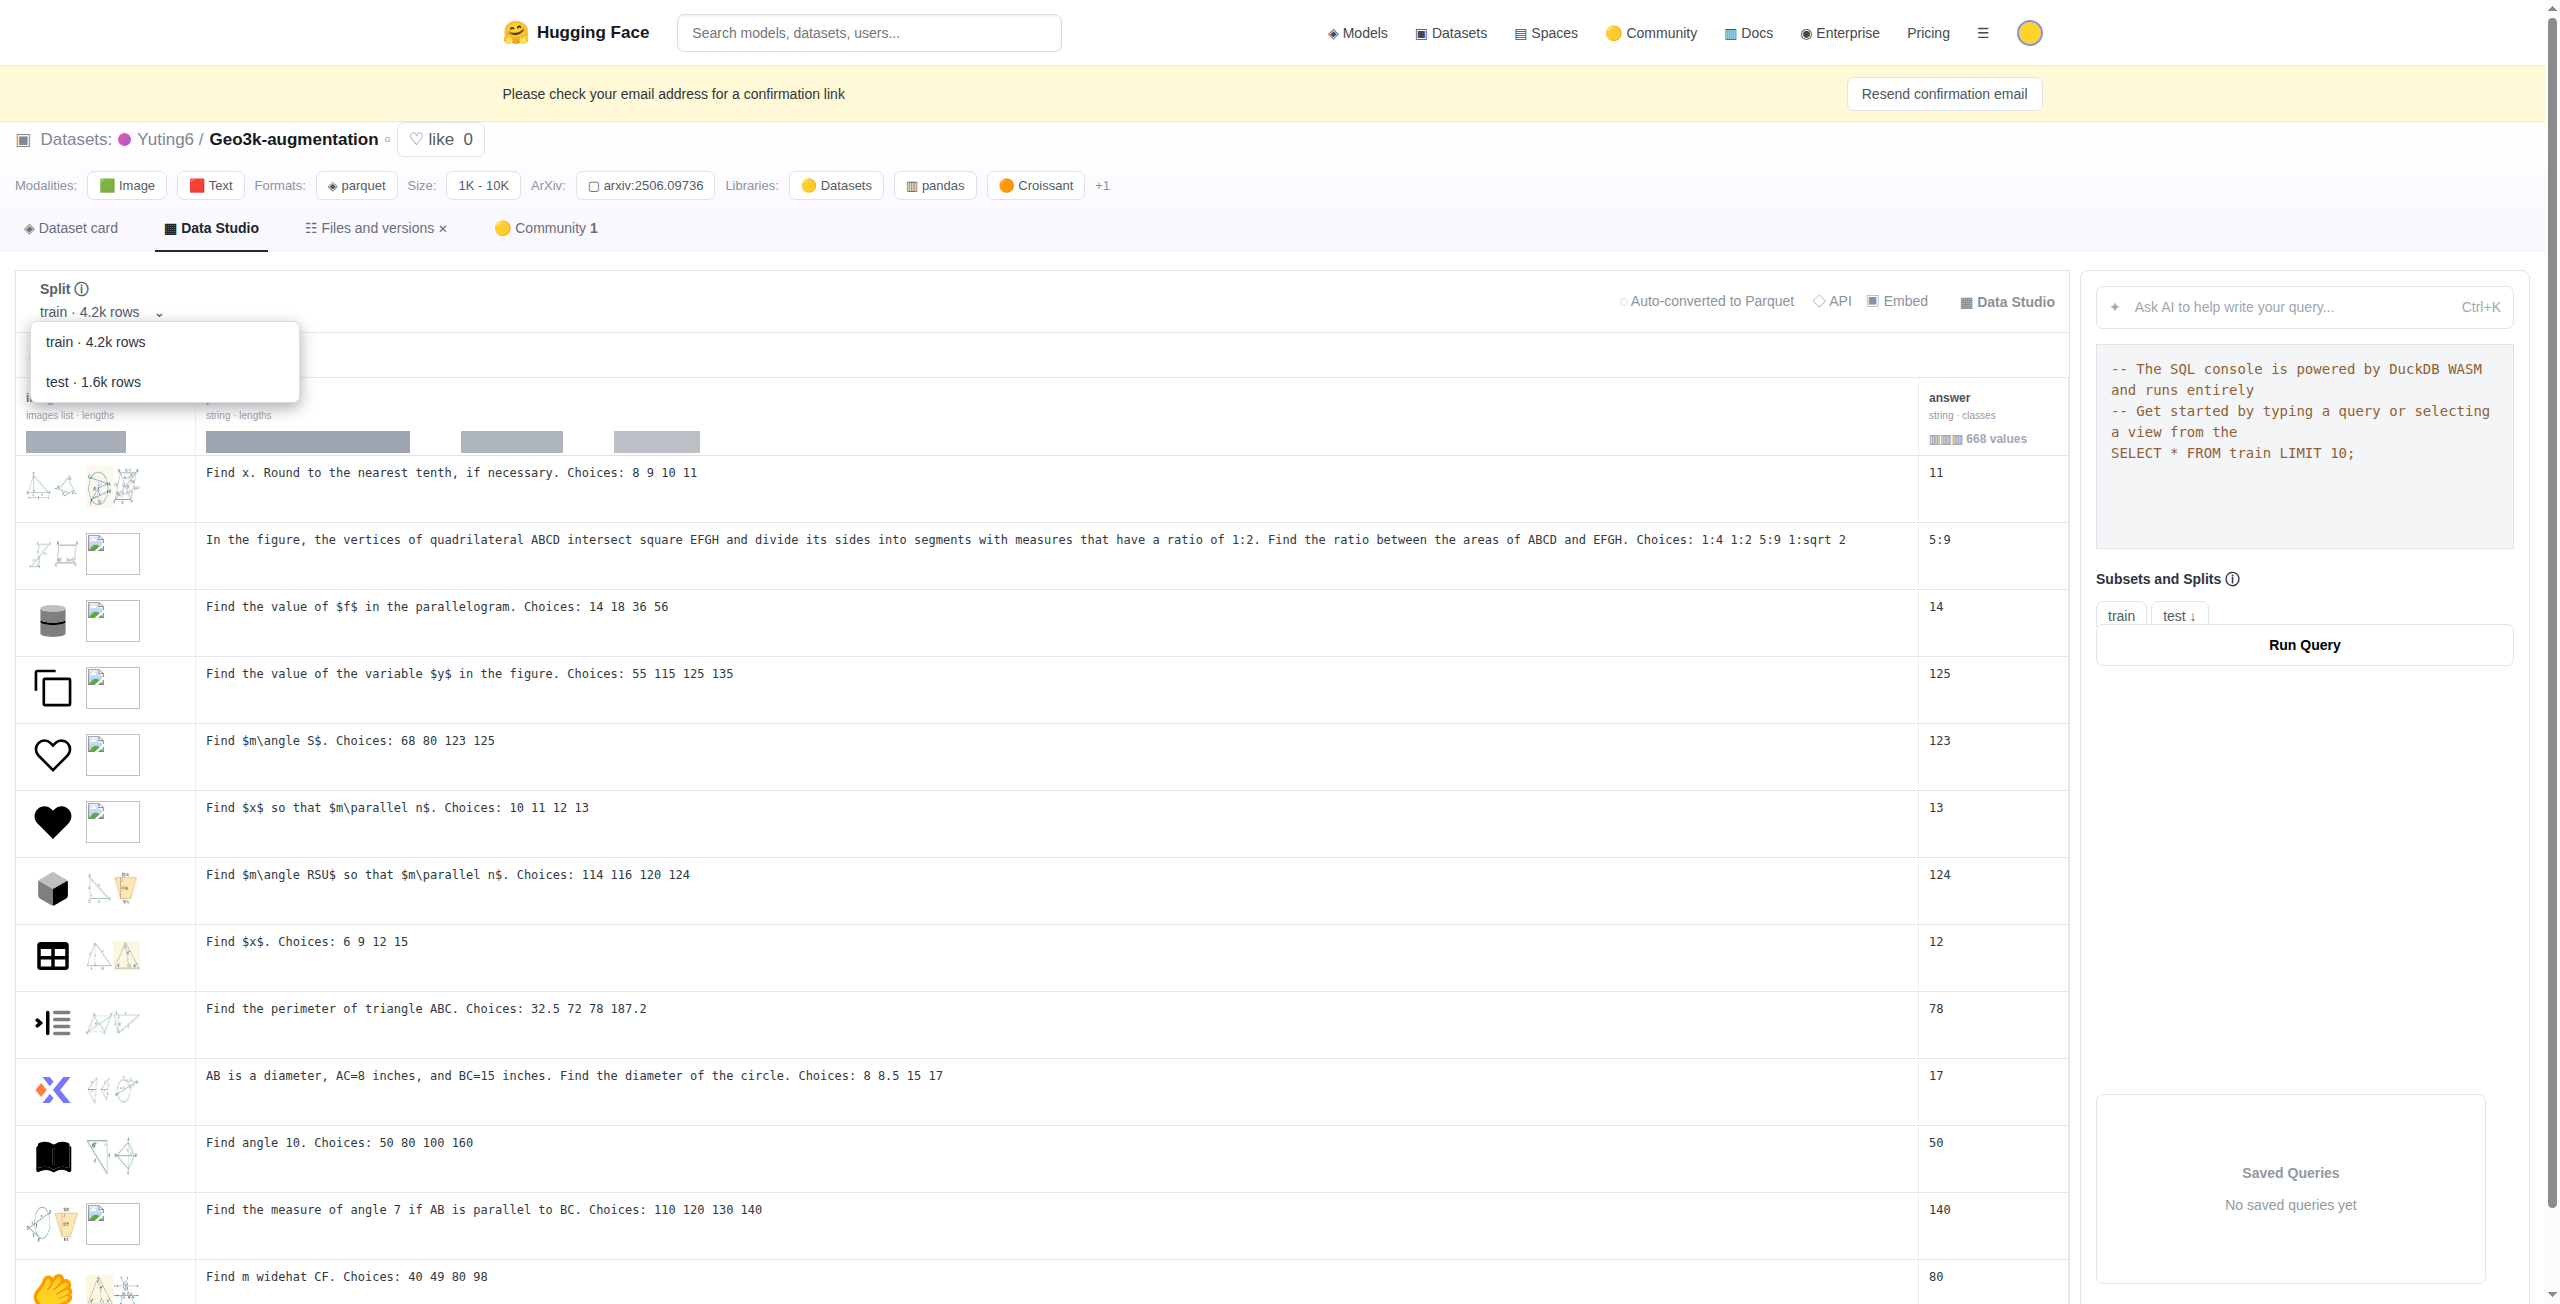 Hugging Face
Search models, datasets, users...
Models
Datasets
Spaces
Community
Docs
Enterprise
Pricing
Please check your email address for a confirmation link
Resend confirmation email
Datasets: Yuting6 / Geo3k-augmentation
like 0
Modalities: Image Text Formats: parquet Size: 1K - 10K ArXiv: arxiv:2506.09736 Libraries: Datasets pandas Croissant +1
Dataset card
Data Studio
Files and versions
Community 1
Split
train · 4.2k rows
train · 4.2k rows
test · 1.6k rows
Auto-converted to Parquet
API
Embed
Data Studio
images list · lengths
string · lengths
answer
string · classes
668 values
Find x. Round to the nearest tenth, if necessary. Choices: 8 9 10 11
11
In the figure, the vertices of quadrilateral ABCD intersect square EFGH and divide its sides into segments with measures that have a ratio of 1:2. Find the ratio between the areas of ABCD and EFGH. Choices: 1:4 1:2 5:9 1:sqrt 2
5:9
Find the value of $f$ in the parallelogram. Choices: 14 18 36 56
14
Find the value of the variable $y$ in the figure. Choices: 55 115 125 135
125
Find $m\angle S$. Choices: 68 80 123 125
123
Find $x$ so that $m\parallel n$. Choices: 10 11 12 13
13
Find $m\angle RSU$ so that $m\parallel n$. Choices: 114 116 120 124
124
Find $x$. Choices: 6 9 12 15
12
Find the perimeter of triangle ABC. Choices: 32.5 72 78 187.2
78
AB is a diameter, AC=8 inches, and BC=15 inches. Find the diameter of the circle. Choices: 8 8.5 15 17
17
Find angle 10. Choices: 50 80 100 160
50
Find the measure of angle 7 if AB is parallel to BC. Choices: 110 120 130 140
140
Find m widehat CF. Choices: 40 49 80 98
80
Ask AI to help write your query...
Ctrl+K
-- The SQL console is powered by DuckDB WASM
and runs entirely
-- Get started by typing a query or selecting
a view from the
SELECT * FROM train LIMIT 10;
Subsets and Splits
train
test ↓
Run Query
Saved Queries
No saved queries yet